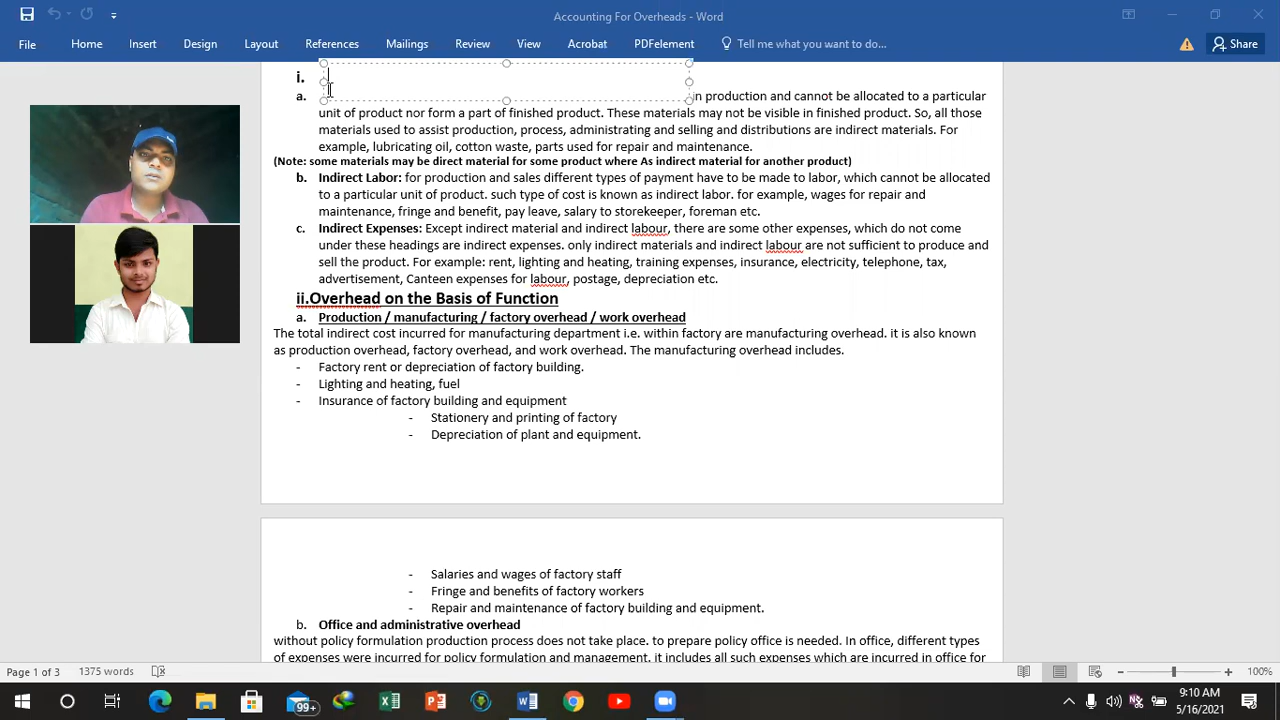 Accounting For Overheads - Word
File Home Insert Design Layout References Mailings Review View Acrobat PDFelement Tell me what you want to do... Share
i.
a. in production and cannot be allocated to a particular
unit of product nor form a part of finished product. These materials may not be visible in finished product. So, all those
materials used to assist production, process, administrating and selling and distributions are indirect materials. For
example, lubricating oil, cotton waste, parts used for repair and maintenance.
(Note: some materials may be direct material for some product where As indirect material for another product)
b. Indirect Labor: for production and sales different types of payment have to be made to labor, which cannot be allocated
to a particular unit of product. such type of cost is known as indirect labor. for example, wages for repair and
maintenance, fringe and benefit, pay leave, salary to storekeeper, foreman etc.
c. Indirect Expenses: Except indirect material and indirect labour, there are some other expenses, which do not come
under these headings are indirect expenses. only indirect materials and indirect labour are not sufficient to produce and
sell the product. For example: rent, lighting and heating, training expenses, insurance, electricity, telephone, tax,
advertisement, Canteen expenses for labour, postage, depreciation etc.
ii.Overhead on the Basis of Function
a. Production / manufacturing / factory overhead / work overhead
The total indirect cost incurred for manufacturing department i.e. within factory are manufacturing overhead. it is also known
as production overhead, factory overhead, and work overhead. The manufacturing overhead includes.
- Factory rent or depreciation of factory building.
- Lighting and heating, fuel
- Insurance of factory building and equipment
- Stationery and printing of factory
- Depreciation of plant and equipment.
- Salaries and wages of factory staff
- Fringe and benefits of factory workers
- Repair and maintenance of factory building and equipment.
b. Office and administrative overhead
without policy formulation production process does not take place. to prepare policy office is needed. In office, different types
of expenses were incurred for policy formulation and management. it includes all such expenses which are incurred in office for
Page 1 of 3 1375 words 100%
99+
9:10 AM
5/16/2021